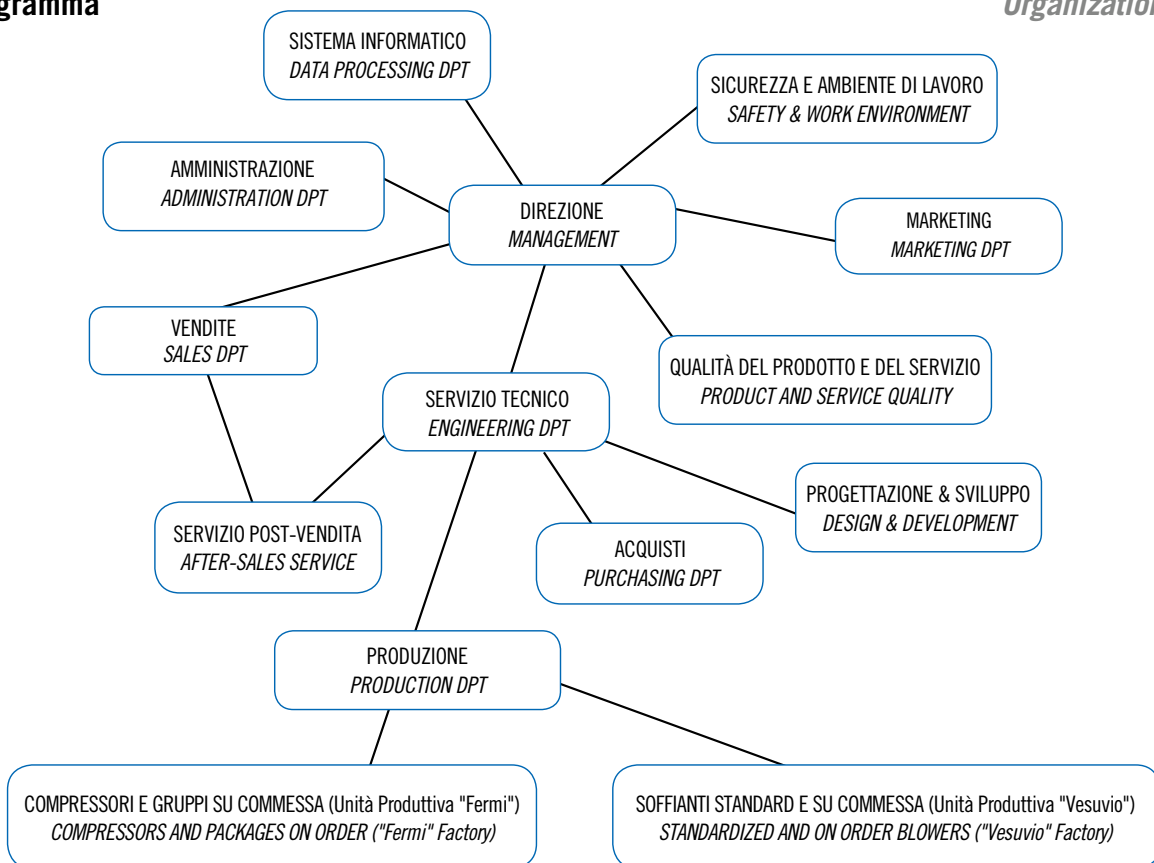 gramma
Organization
SISTEMA INFORMATICO
DATA PROCESSING DPT
SICUREZZA E AMBIENTE DI LAVORO
SAFETY & WORK ENVIRONMENT
AMMINISTRAZIONE
ADMINISTRATION DPT
DIREZIONE
MANAGEMENT
MARKETING
MARKETING DPT
VENDITE
SALES DPT
QUALITÀ DEL PRODOTTO E DEL SERVIZIO
PRODUCT AND SERVICE QUALITY
SERVIZIO TECNICO
ENGINEERING DPT
PROGETTAZIONE & SVILUPPO
DESIGN & DEVELOPMENT
SERVIZIO POST-VENDITA
AFTER-SALES SERVICE
ACQUISTI
PURCHASING DPT
PRODUZIONE
PRODUCTION DPT
COMPRESSORI E GRUPPI SU COMMESSA (Unità Produttiva "Fermi")
COMPRESSORS AND PACKAGES ON ORDER ("Fermi" Factory)
SOFFIANTI STANDARD E SU COMMESSA (Unità Produttiva "Vesuvio")
STANDARDIZED AND ON ORDER BLOWERS ("Vesuvio" Factory)